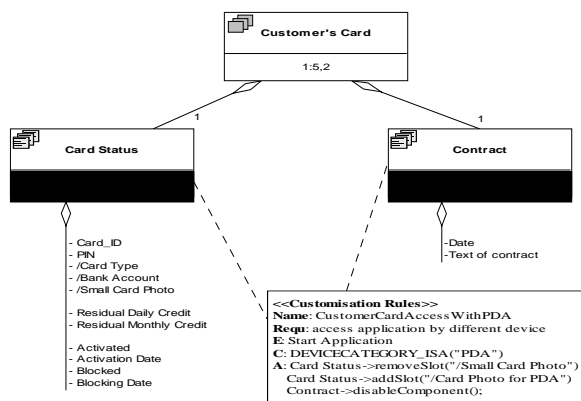 Customer's Card
1:5,2
1
1
Card Status
Contract
- Card_ID
- PIN
- /Card Type
- /Bank Account
- /Small Card Photo
- Residual Daily Credit
- Residual Monthly Credit
- Activated
- Activation Date
- Blocked
- Blocking Date
-Date
-Text of contract
<<Customisation Rules>>
Name: CustomerCardAccessWithPDA
Requ: access application by different device
E: Start Application
C: DEVICECATEGORY_ISA("PDA")
A: Card Status->removeSlot("/Small Card Photo")
Card Status->addSlot("/Card Photo for PDA")
Contract->disableComponent();